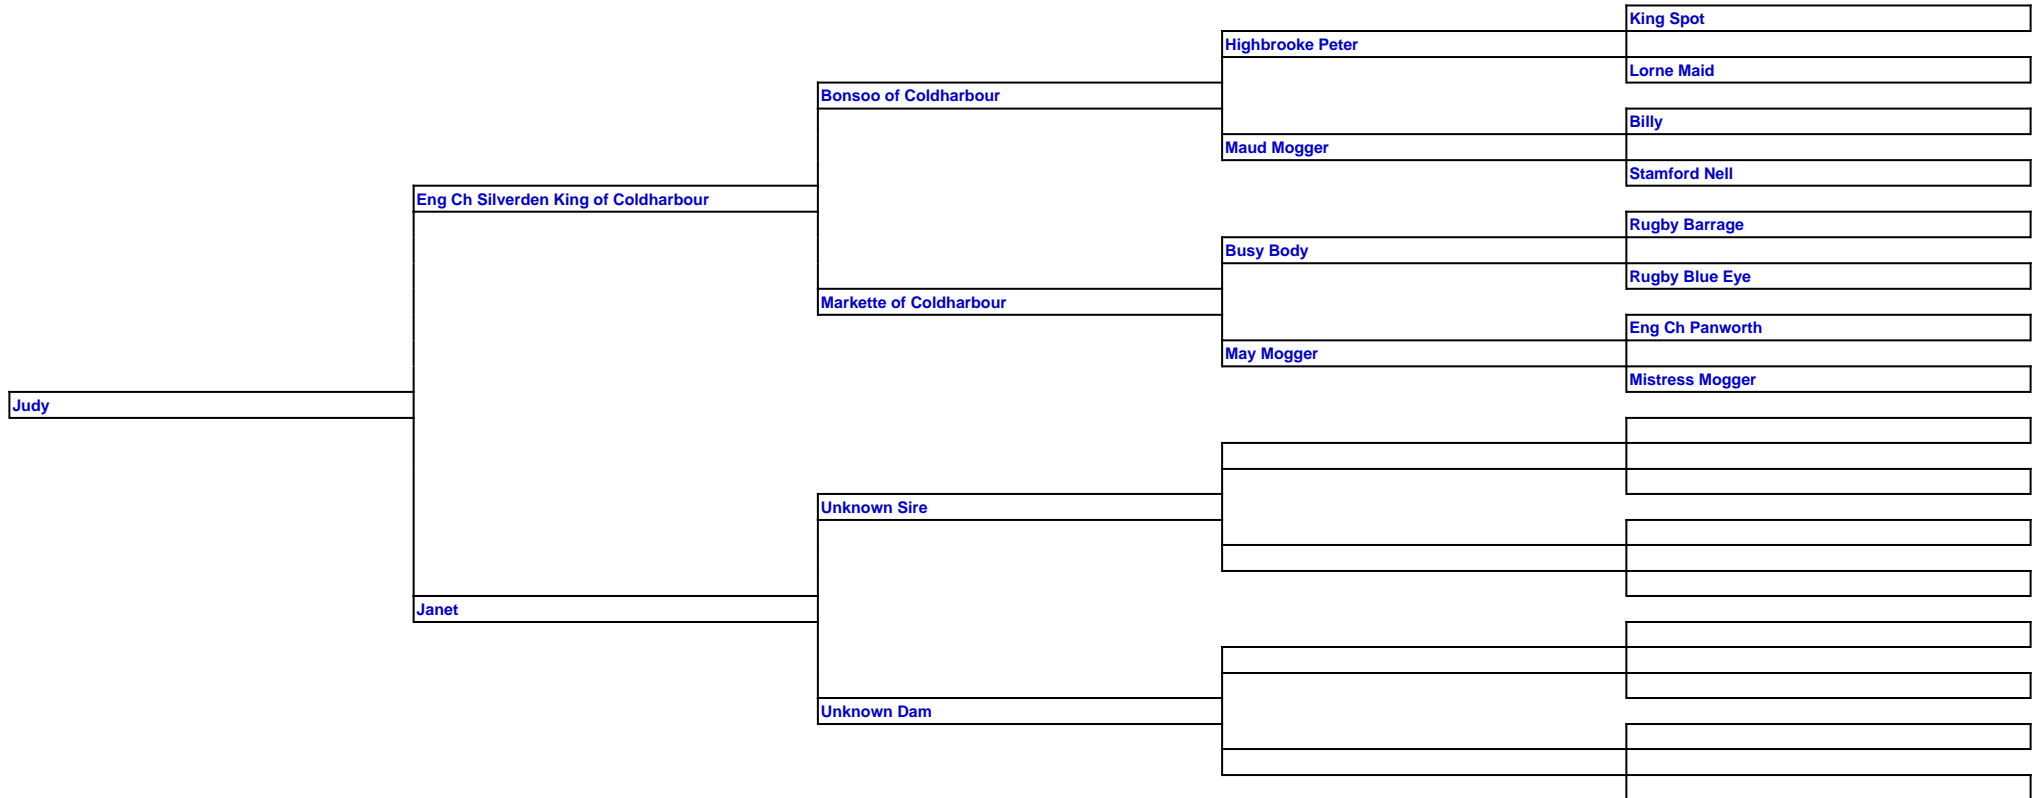 King Spot
Highbrooke Peter
Lorne Maid
Bonsoo of Coldharbour
Billy
Maud Mogger
Stamford Nell
Eng Ch Silverden King of Coldharbour
Rugby Barrage
Busy Body
Rugby Blue Eye
Markette of Coldharbour
Eng Ch Panworth
May Mogger
Mistress Mogger
Judy
Unknown Sire
Janet
Unknown Dam